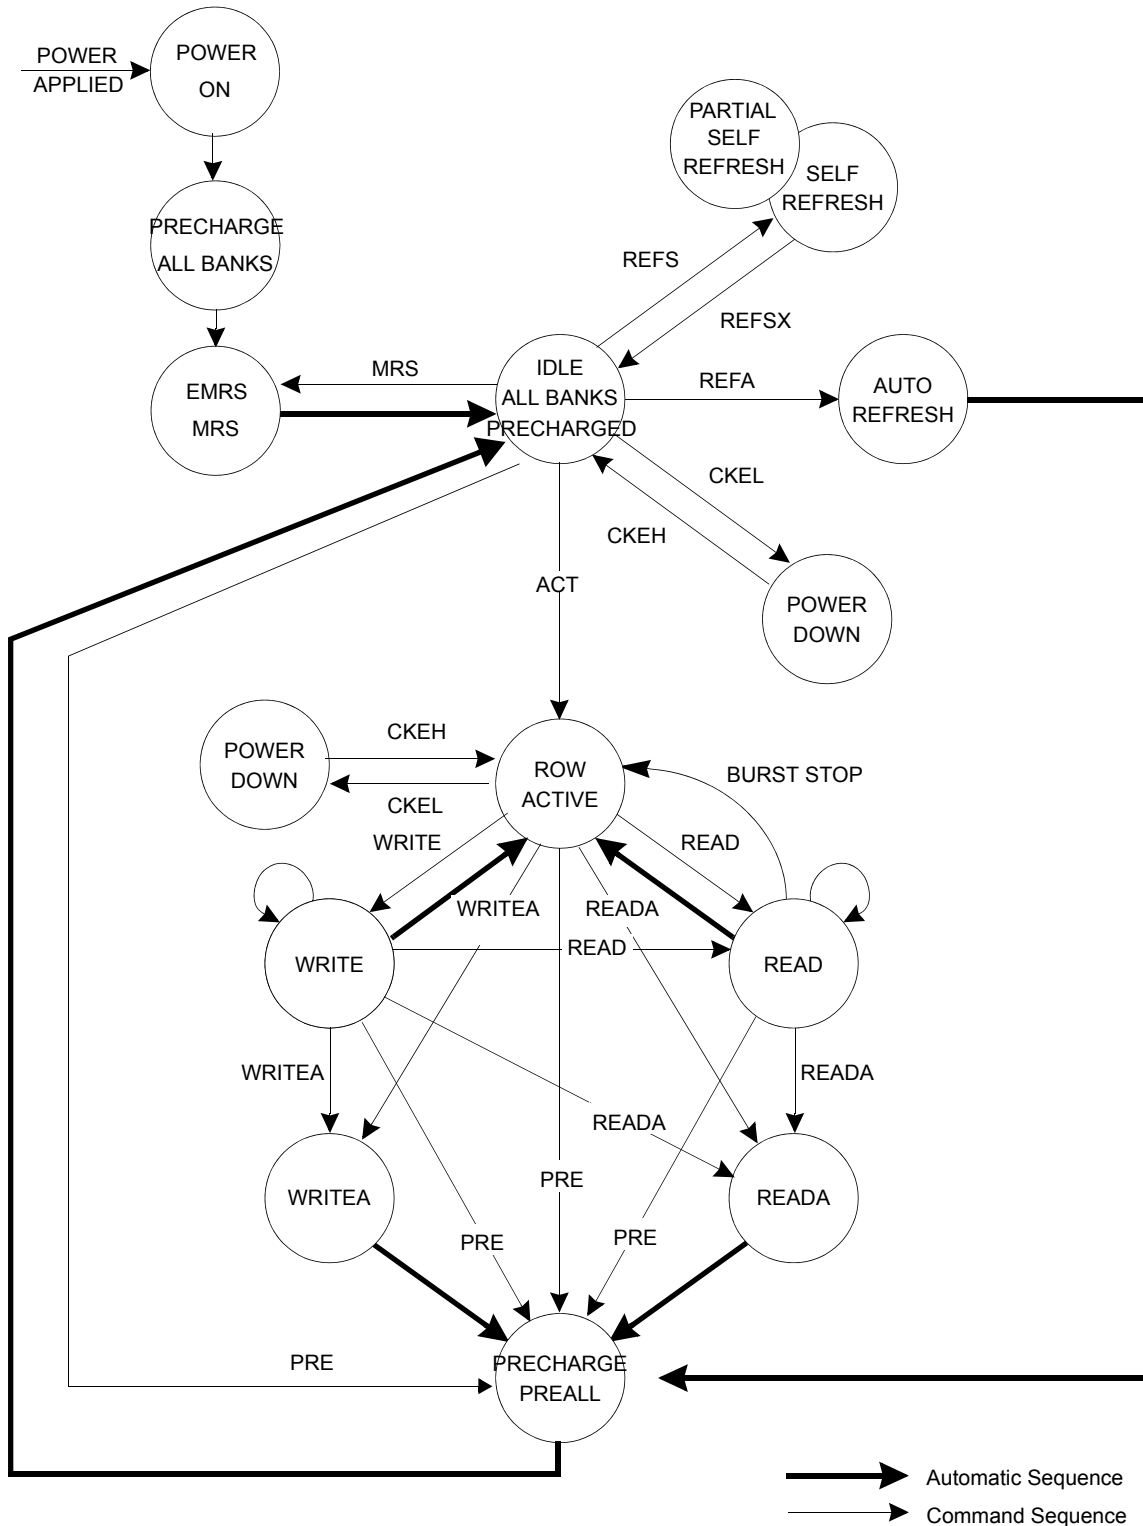 POWER
APPLIED
POWER
ON
PARTIAL
SELF
REFRESH
SELF
REFRESH
PRECHARGE
ALL BANKS
REFS
REFSX
MRS
EMRS
MRS
IDLE
ALL BANKS
PRECHARGED
REFA
AUTO
REFRESH
CKEL
CKEH
ACT
POWER
DOWN
POWER
DOWN
CKEH
CKEL
ROW
ACTIVE
BURST STOP
WRITE
READ
WRITEA
READA
WRITE
READ
READ
WRITEA
READA
READA
WRITEA
PRE
READA
PRE
PRE
PRE
PRECHARGE
PREALL
Automatic Sequence
Command Sequence